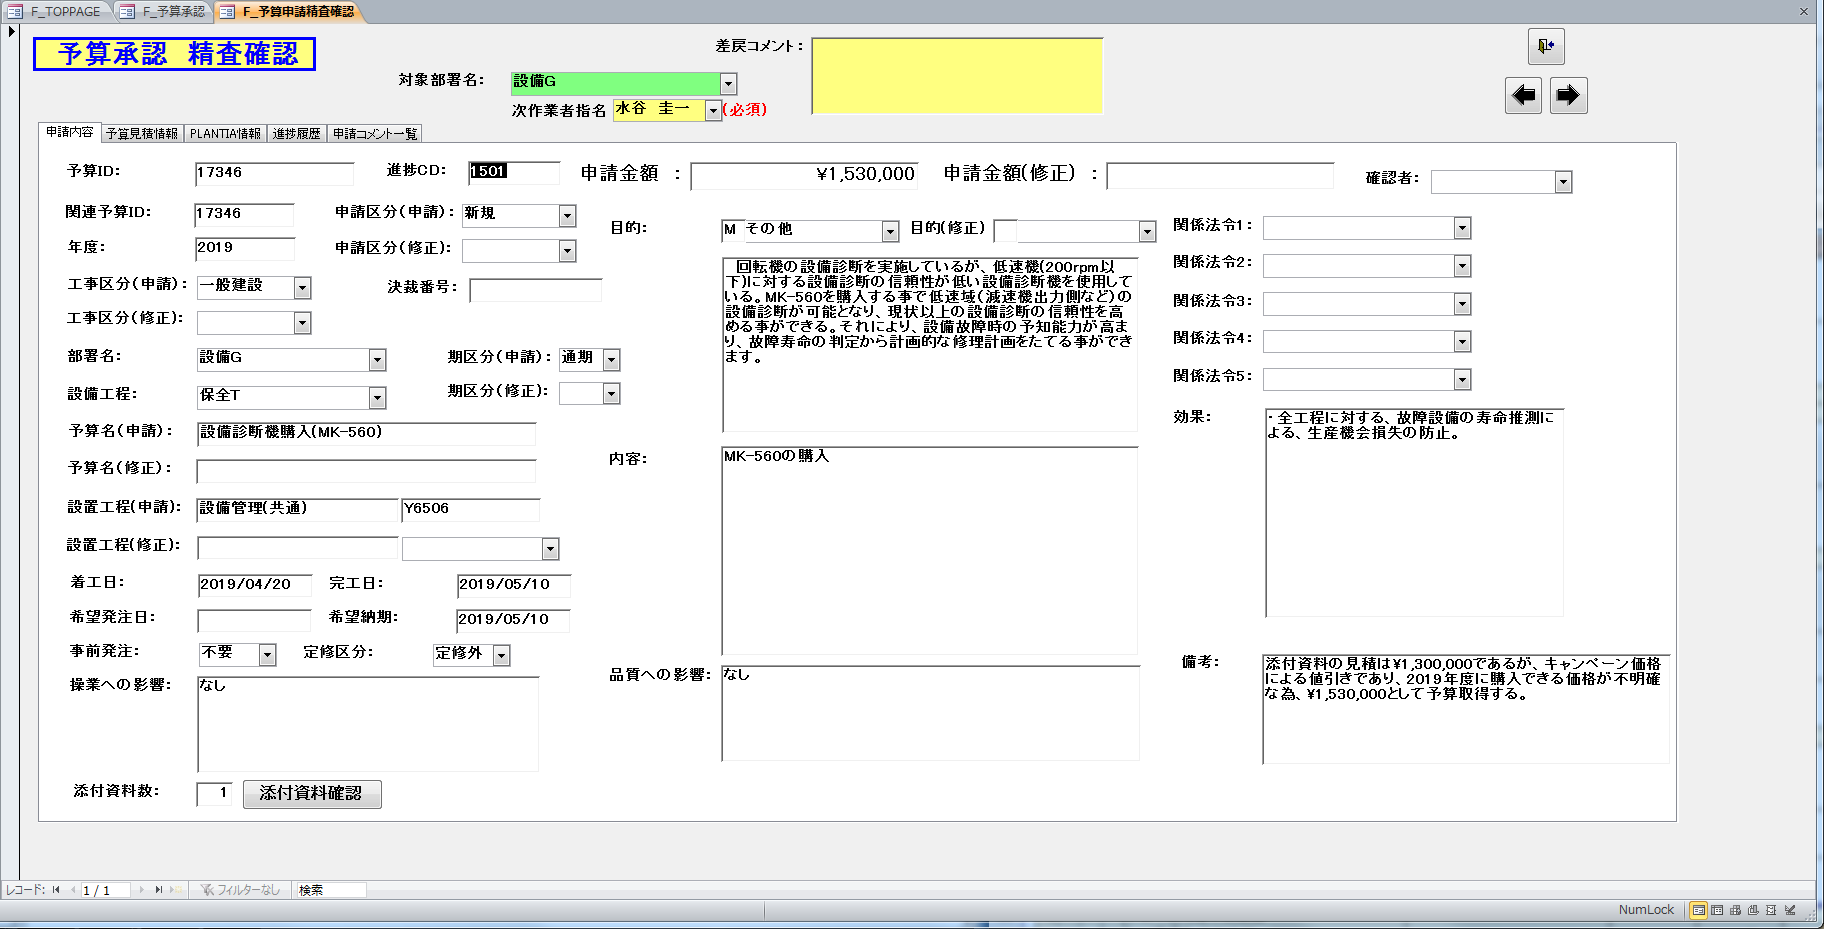 F_TOPPAGE
F_予算承認
F_予算申請精査確認
予算承認 精査確認
差戻コメント:
対象部署名:
設備G
次作業者指名
水谷 圭一
(必須)
申請内容
予算見積情報
PLANTIA情報
進捗履歴
申請コメント一覧
予算ID:
17346
進捗CD:
1501
申請金額 :
¥1,530,000
申請金額(修正) :
確認者:
関連予算ID:
17346
申請区分(申請):
新規
目的:
M その他
目的(修正)
関係法令1:
年度:
2019
申請区分(修正):
関係法令2:
工事区分(申請):
一般建設
決裁番号:
関係法令3:
工事区分(修正):
関係法令4:
部署名:
設備G
期区分(申請):
通期
関係法令5:
設備工程:
保全T
期区分(修正):
回転機の設備診断を実施しているが、低速機(200rpm以
下)に対する設備診断の信頼性が低い設備診断機を使用して
いる。MK-560を購入する事で低速域(減速機出力側など)の
設備診断が可能となり、現状以上の設備診断の信頼性を高
める事ができる。それにより、設備故障時の予知能力が高ま
り、故障寿命の判定から計画的な修理計画をたてる事ができ
ます。
効果:
・全工程に対する、故障設備の寿命推測に
よる、生産機会損失の防止。
予算名(申請):
設備診断機購入(MK-560)
予算名(修正):
内容:
MK-560の購入
設置工程(申請):
設備管理(共通)
Y6506
設置工程(修正):
着工日:
2019/04/20
完工日:
2019/05/10
希望発注日:
希望納期:
2019/05/10
事前発注:
不要
定修区分:
定修外
操業への影響:
なし
品質への影響:
なし
備考:
添付資料の見積は¥1,300,000であるが、キャンペーン価格
による値引きであり、2019年度に購入できる価格が不明確
な為、¥1,530,000として予算取得する。
添付資料数:
1
添付資料確認
レコード:
1 / 1
フィルターなし
検索
NumLock